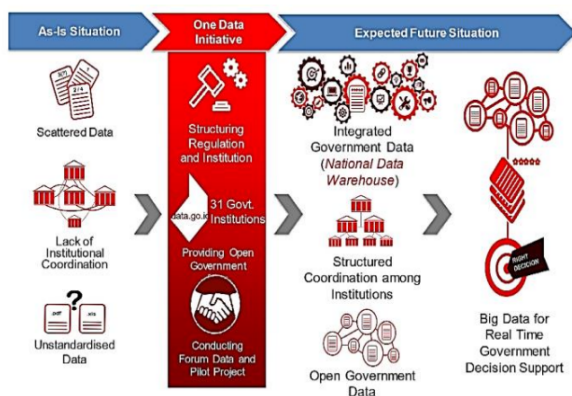 As-Is Situation
One Data
Initiative
Expected Future Situation
Scattered Data
Lack of
Institutional
Coordination
?
Unstandardised
Data
Structuring
Regulation
and Institution
data.go.id
31 Govt.
Institutions
Providing Open
Government
Conducting
Forum Data and
Pilot Project
Integrated
Government Data
(National Data
Warehouse)
Structured
Coordination among
Institutions
Open Government
Data
RIGHT
DECISION
Big Data for
Real Time
Government
Decision Support